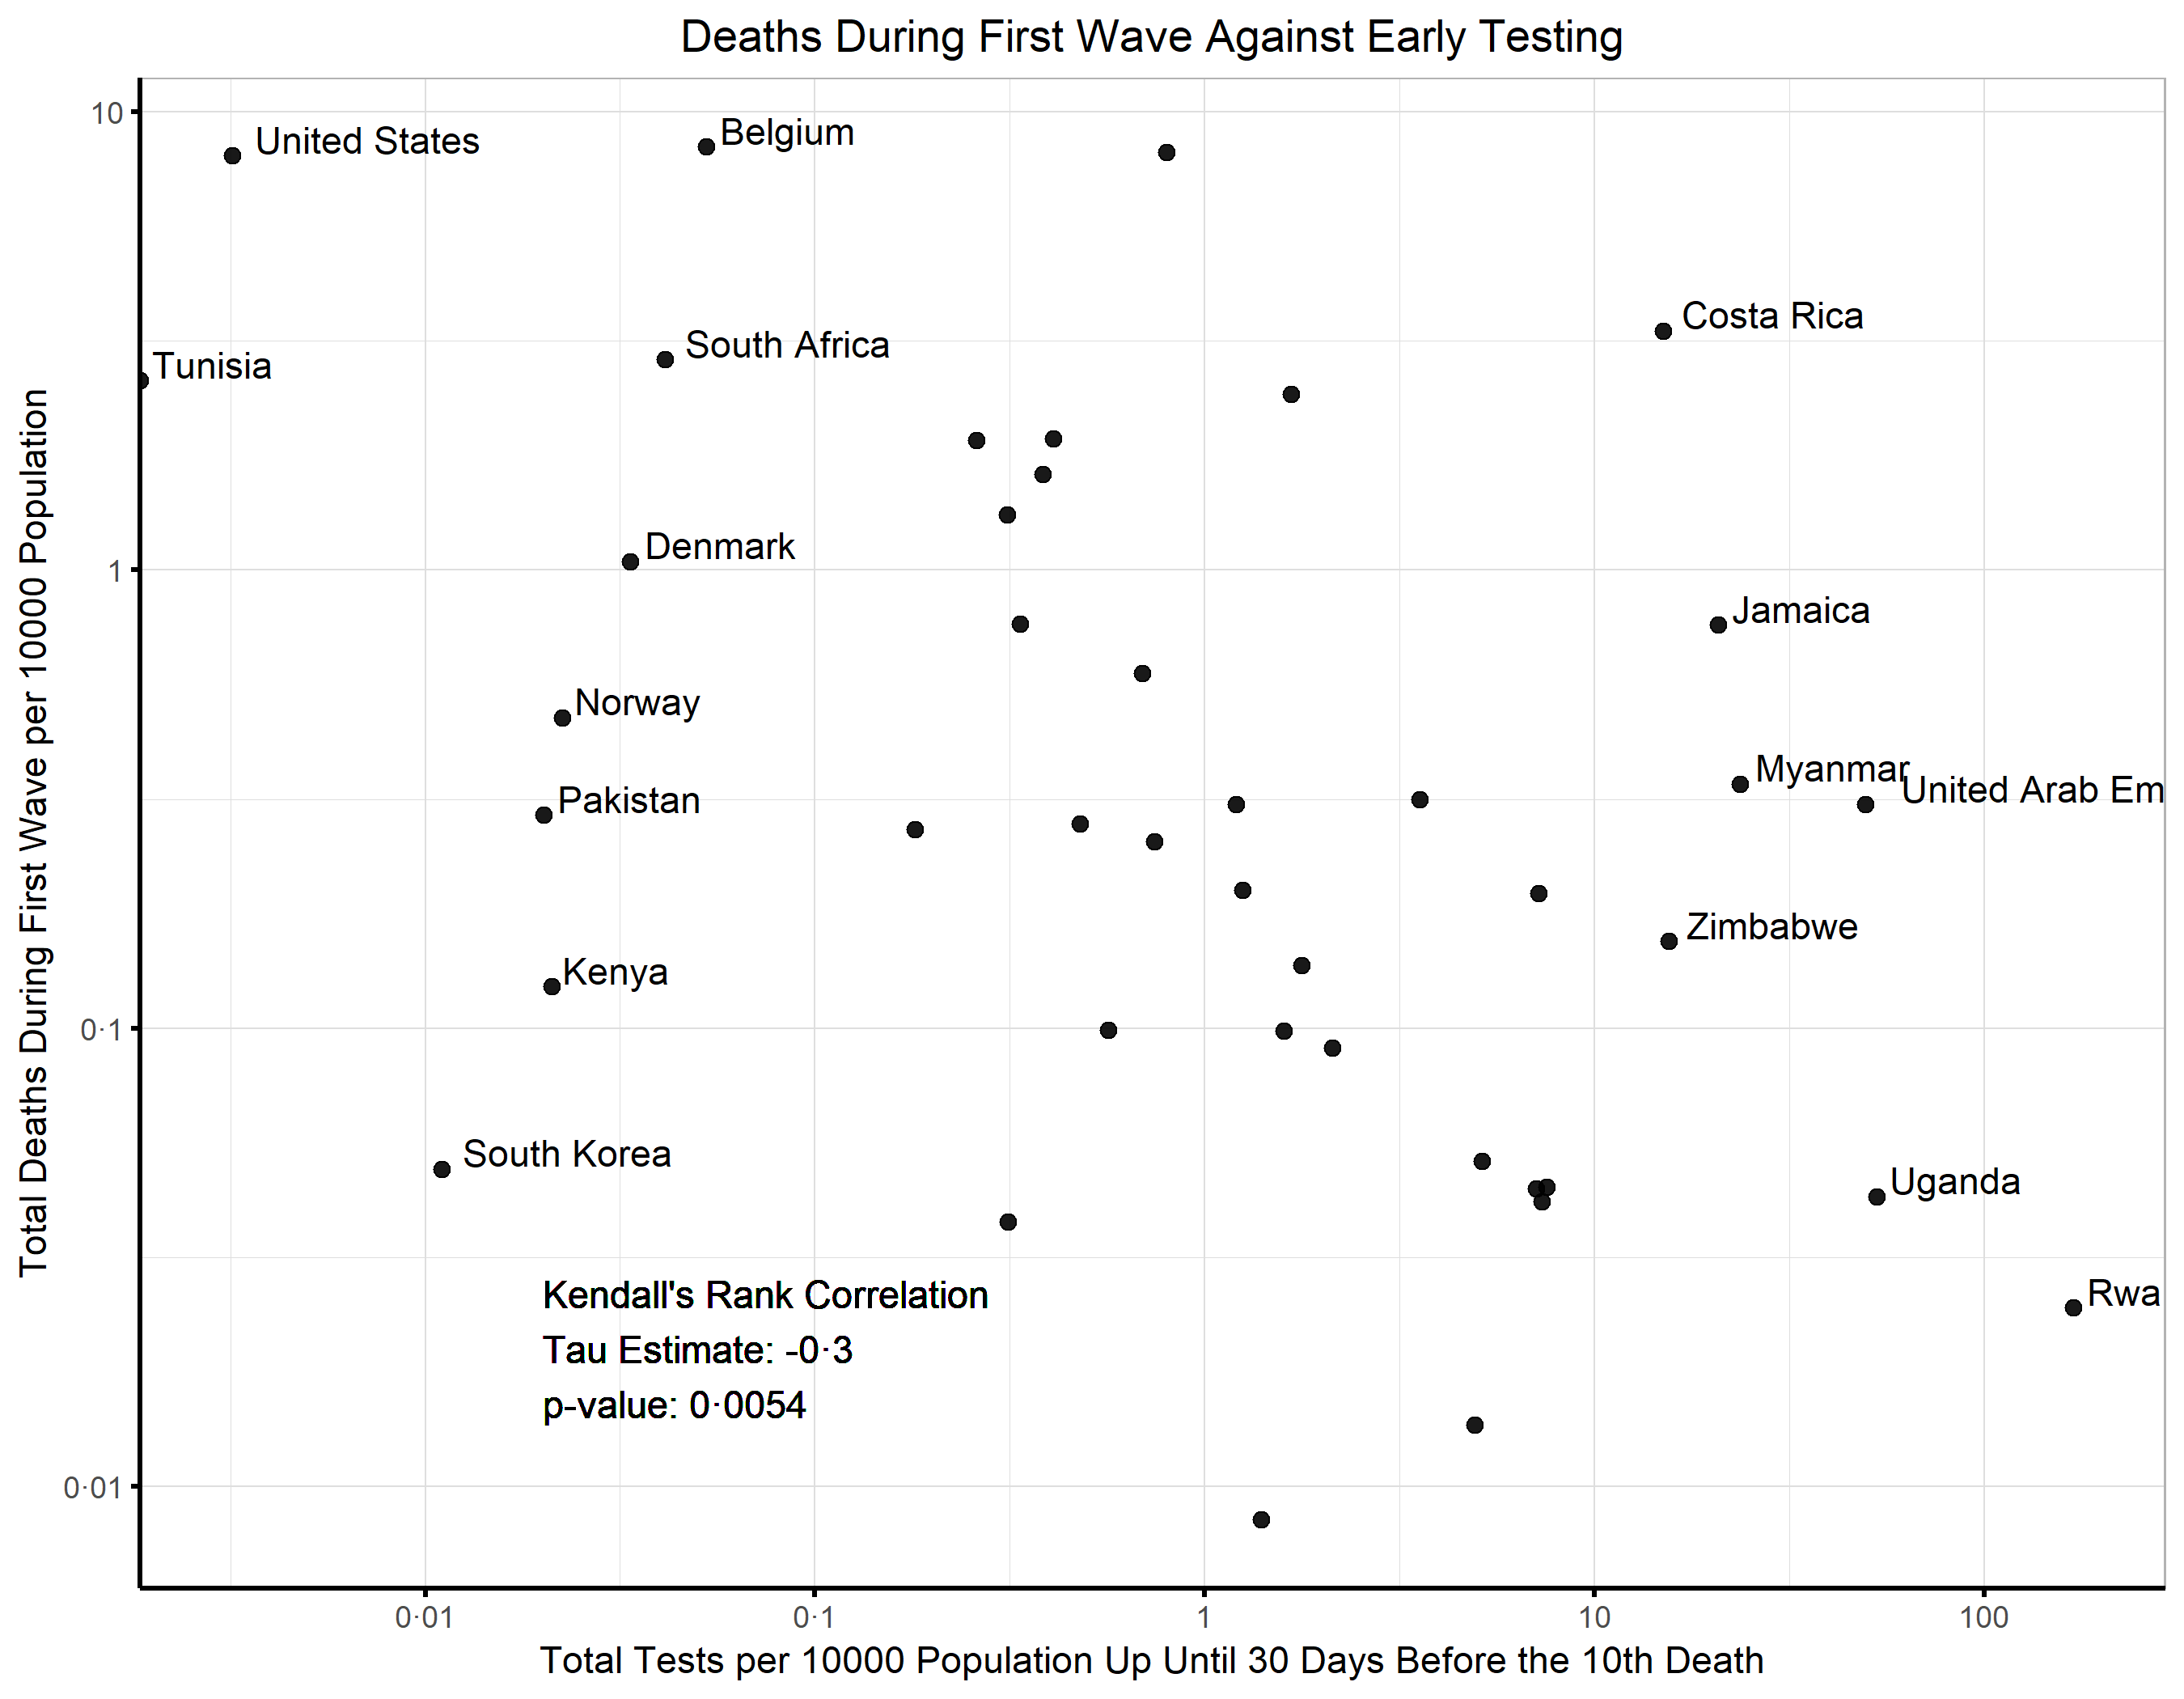 Deaths During First Wave Against Early Testing
Total Deaths During First Wave per 10000 Population
10
1
0·1
0·01
United States
Belgium
Costa Rica
South Africa
Tunisia
Denmark
Jamaica
Norway
Myanmar
United Arab Em
Pakistan
Zimbabwe
Kenya
South Korea
Uganda
Rwa
Kendall's Rank Correlation
Tau Estimate: -0·3
p-value: 0·0054
0·01
0·1
1
10
100
Total Tests per 10000 Population Up Until 30 Days Before the 10th Death